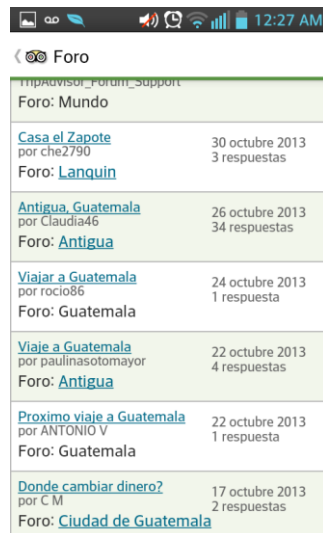 12:27 AM
Foro
TripAdvisor_Forum_Support
Foro: Mundo
Casa el Zapote
por che2790
Foro: Lanquin
30 octubre 2013
3 respuestas
Antigua, Guatemala
por Claudia46
Foro: Antigua
26 octubre 2013
34 respuestas
Viajar a Guatemala
por rocio86
Foro: Guatemala
24 octubre 2013
1 respuesta
Viaje a Guatemala
por paulinasotomayor
Foro: Antigua
22 octubre 2013
4 respuestas
Proximo viaje a Guatemala
por ANTONIO V
Foro: Guatemala
22 octubre 2013
1 respuesta
Donde cambiar dinero?
por C M
Foro: Ciudad de Guatemala
17 octubre 2013
2 respuestas